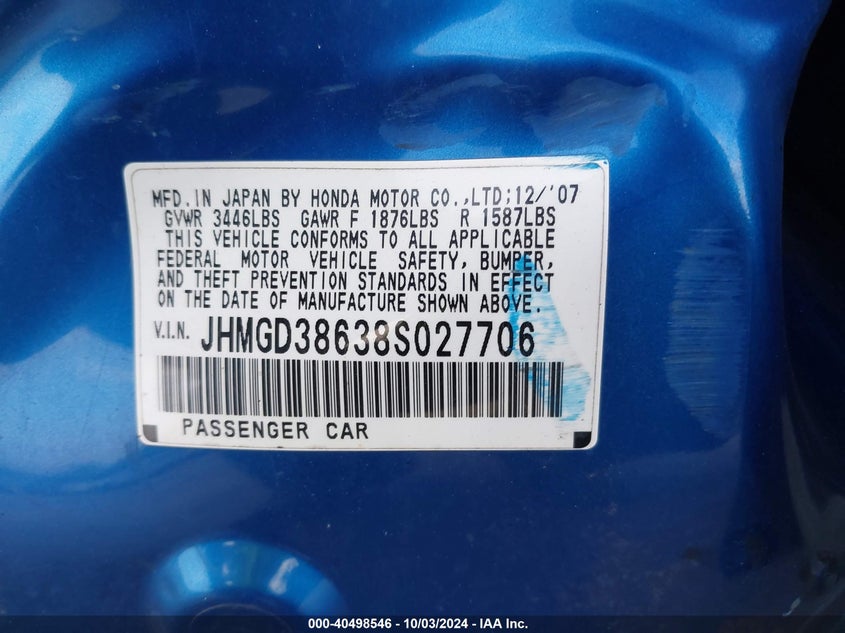 MFD. IN JAPAN BY HONDA MOTOR CO.,LTD;12/'07
GVWR 3446LBS GAWR F 1876LBS R 1587LBS
THIS VEHICLE CONFORMS TO ALL APPLICABLE
FEDERAL MOTOR VEHICLE SAFETY, BUMPER,
AND THEFT PREVENTION STANDARDS IN EFFECT
ON THE DATE OF MANUFACTURE SHOWN ABOVE.
V.I.N. JHMGD38638S027706
PASSENGER CAR
000-40498546 - 10/03/2024 - IAA Inc.